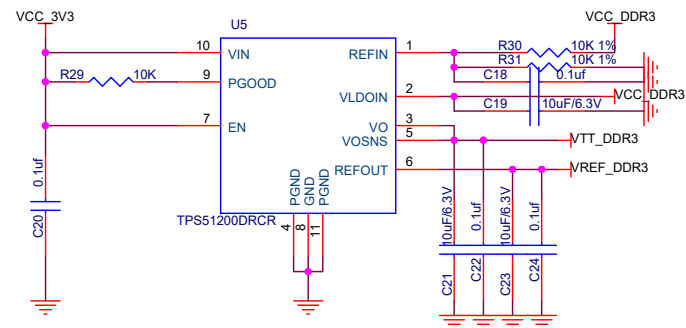 VCC_3V3
U5
VCC_DDR3
10
VIN
REFIN
1
R30
10K 1%
R31
10K 1%
R29
10K
9
PGOOD
C18
0.1uf
VLDOIN
2
VCC_DDR3
C19
10uF/6.3V
7
EN
VO
3
VOSNS
5
VTT_DDR3
REFOUT
6
VREF_DDR3
0.1uf
C20
PGND
GND
PGND
TPS51200DRCR
4
8
11
10uF/6.3V
0.1uf
10uF/6.3V
0.1uf
C21
C22
C23
C24